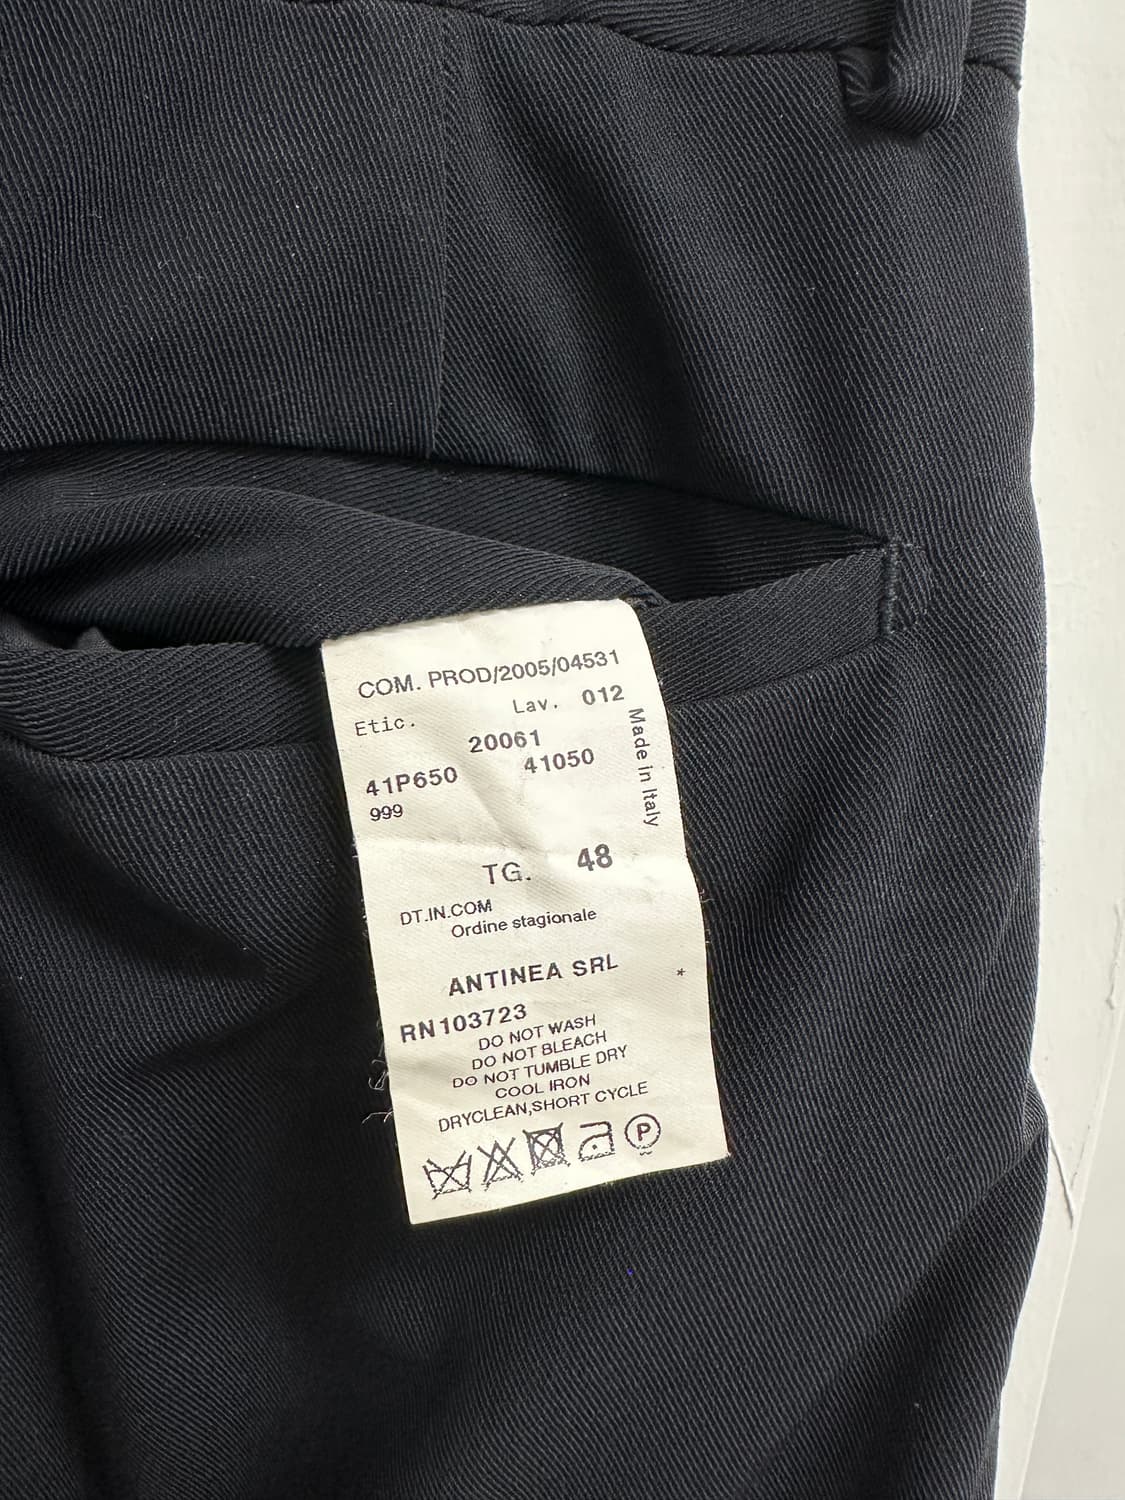 COM. PROD/2005/04531
Etic. Lav. 012
20061
41P650 41050
999
Made in Italy
TG. 48
DT.IN.COM
Ordine stagionale
ANTINEA SRL *
RN103723
DO NOT WASH
DO NOT BLEACH
DO NOT TUMBLE DRY
COOL IRON
DRYCLEAN,SHORT CYCLE
P